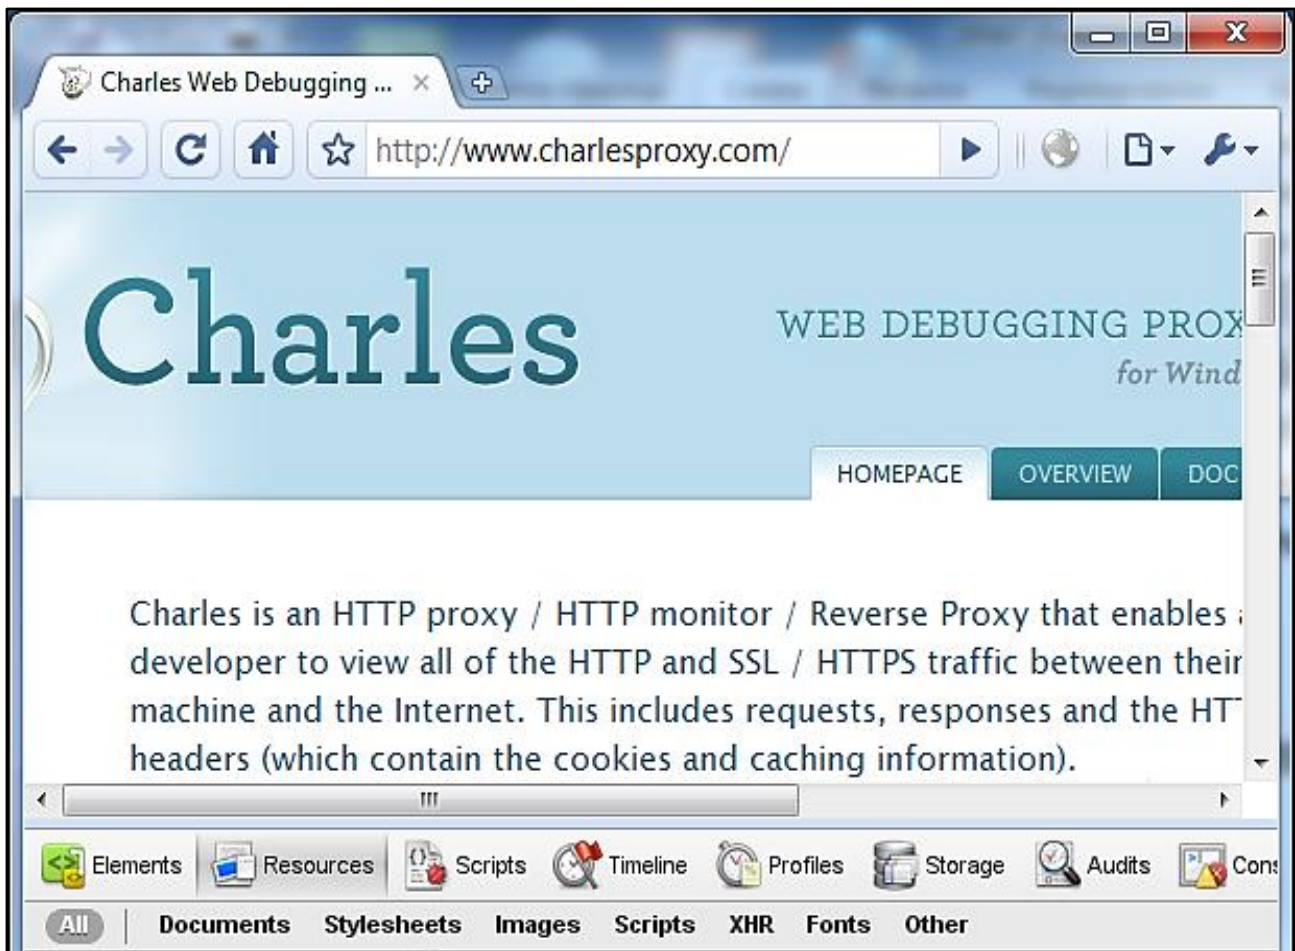 Charles Web Debugging ...
http://www.charlesproxy.com/
Charles
WEB DEBUGGING PROX
for Wind
HOMEPAGE OVERVIEW DOC
Charles is an HTTP proxy / HTTP monitor / Reverse Proxy that enables
developer to view all of the HTTP and SSL / HTTPS traffic between their
machine and the Internet. This includes requests, responses and the HT
headers (which contain the cookies and caching information).
Elements Resources Scripts Timeline Profiles Storage Audits Cons
All Documents Stylesheets Images Scripts XHR Fonts Other